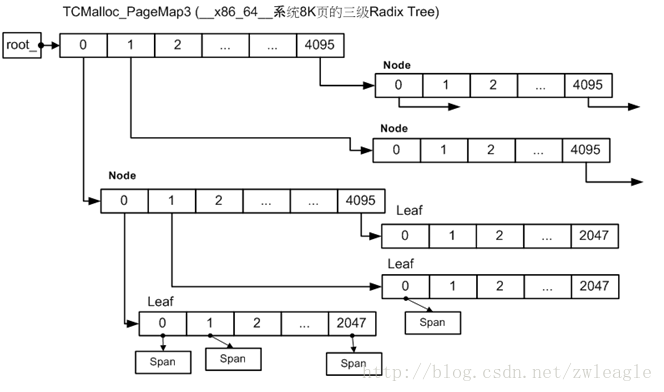 TCMalloc_PageMap3 (__x86_64__系统8K页的三级Radix Tree)
root_
0 1 2 ... ... 4095
Node
0 1 2 ... 4095
Node
0 1 2 ... 4095
Node
0 1 2 ... ... 4095
Leaf
0 1 2 ... 2047
Leaf
0 1 2 ... 2047
Leaf
0 1 2 ... 2047
Span
Span
Span
Span
http://blog.csdn.net/zwleagle